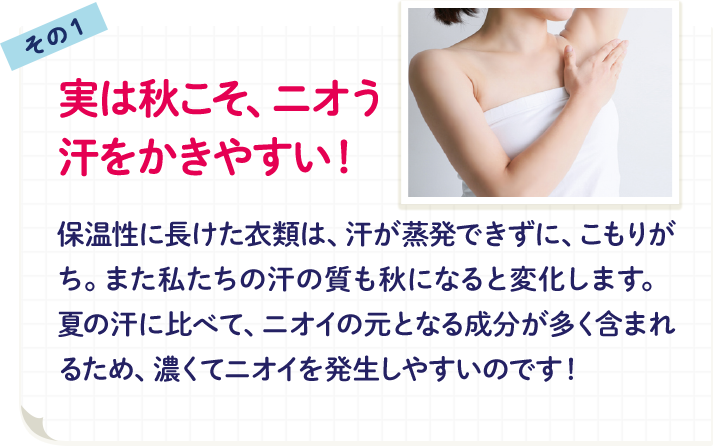 その1
実は秋こそ、ニオう
汗をかきやすい！
保温性に長けた衣類は、汗が蒸発できずに、こもりが
ち。また私たちの汗の質も秋になると変化します。
夏の汗に比べて、ニオイの元となる成分が多く含まれ
るため、濃くてニオイを発生しやすいのです！